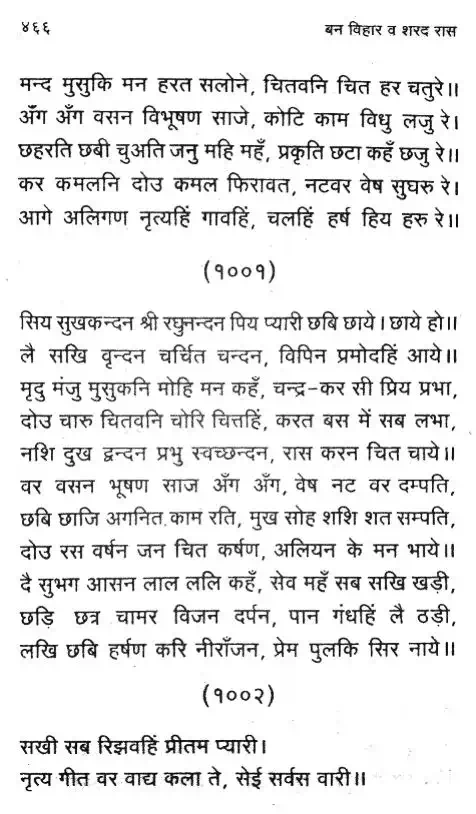 ४६६ बन विहार व शरद रास
मन्द मुसुकि मन हरत सलोने, चितवनि चित हर चतुरे॥
अँग अँग वसन विभूषण साजे, कोटि काम विधु लजु रे।
छहरति छबी चुअति जनु महि महँ, प्रकृति छटा कहँ छजु रे॥
कर कमलनि दोउ कमल फिरावत, नटवर वेष सुघरु रे।
आगे अलिगण नृत्यहिं गावहिं, चलहिं हर्ष हिय हरु रे॥
(१००१)
सिय सुखकन्दन श्री रघुनन्दन पिय प्यारी छबि छाये। छाये हो॥
लै सखि वृन्दन चर्चित चन्दन, विपिन प्रमोदहिं आये॥
मृदु मंजु मुसुकनि मोहि मन कहँ, चन्द्र-कर सी प्रिय प्रभा,
दोउ चारु चितवनि चोरि चित्तहिं, करत बस में सब लभा,
नशि दुख द्वन्दन प्रभु स्वच्छन्दन, रास करन चित चाये॥
वर वसन भूषण साज अँग अँग, वेष नट वर दम्पति,
छबि छाजि अगनित काम रति, मुख सोह शशि शत सम्पति,
दोउ रस वर्षन जन चित कर्षण, अलियन के मन भाये॥
दै सुभग आसन लाल ललि कहँ, सेव महँ सब सखि खड़ी,
छड़ि छत्र चामर विजन दर्पन, पान गंधहिं लै ठड़ी,
लखि छबि हर्षण करि नीराँजन, प्रेम पुलकि सिर नाये॥
(१००२)
सखी सब रिझवहिं प्रीतम प्यारी।
नृत्य गीत वर वाद्य कला ते, सेई सर्वस वारी॥